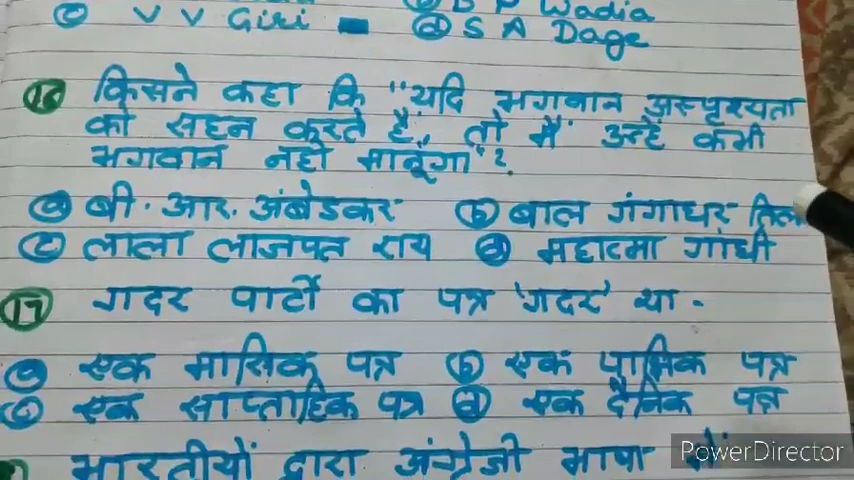 (c) V V Giri (b) B P Wadia
(d) S A Dage
16 किसने कहा कि "यदि भगवान अस्पृश्यता
को सहन करते हैं, तो मैं उन्हें कभी
भगवान नहीं मानूँगा"?
(a) बी. आर. अंबेडकर (b) बाल गंगाधर
(c) लाला लाजपत राय (d) महात्मा गांधी
17 गदर पार्टी का पत्र 'गदर' था -
(a) एक मासिक पत्र (b) एक पाक्षिक पत्र
(c) एक साप्ताहिक पत्र (d) एक दैनिक पत्र
भारतीयों द्वारा अंग्रेजी भाषा में
PowerDirector